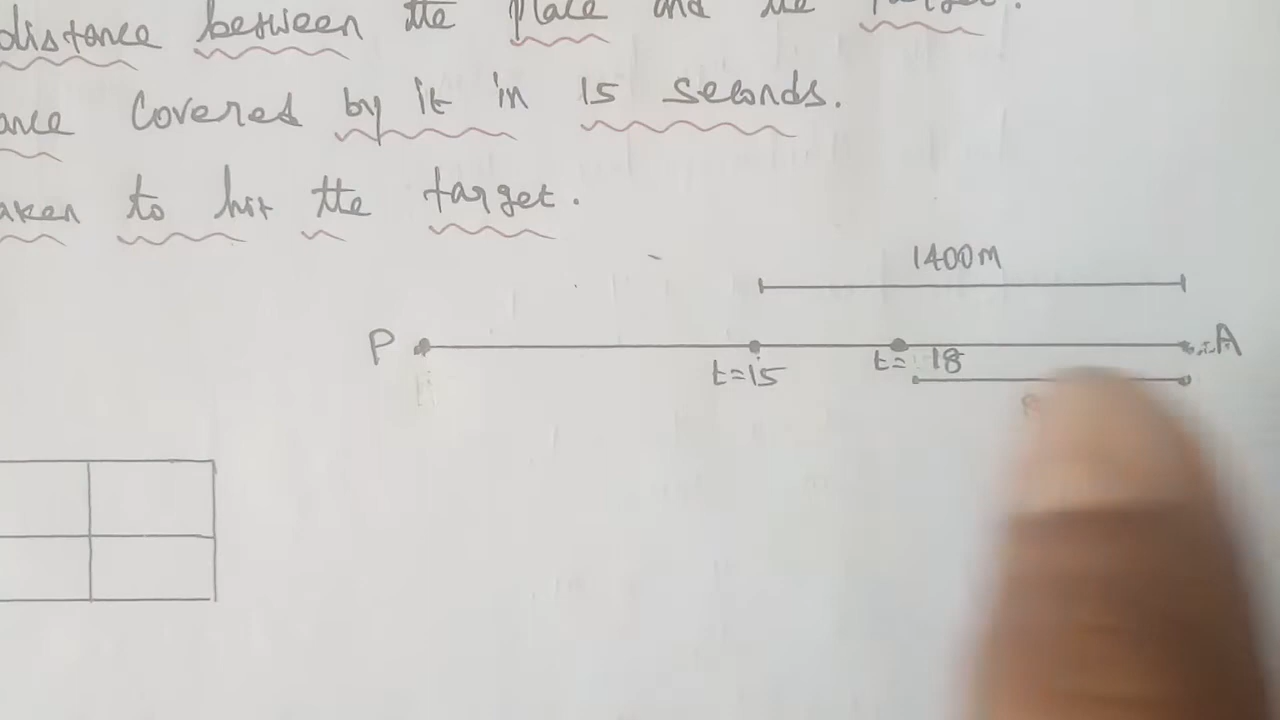 distance between the place and the target.
ance covered by it in 15 seconds.
aken to hit the target.
1400m
P
A
t=15
t= 18